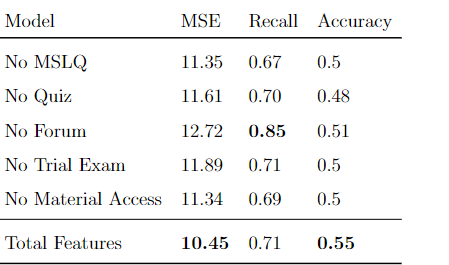 Model MSE Recall Accuracy
No MSLQ 11.35 0.67 0.5
No Quiz 11.61 0.70 0.48
No Forum 12.72 0.85 0.51
No Trial Exam 11.89 0.71 0.5
No Material Access 11.34 0.69 0.5
Total Features 10.45 0.71 0.55